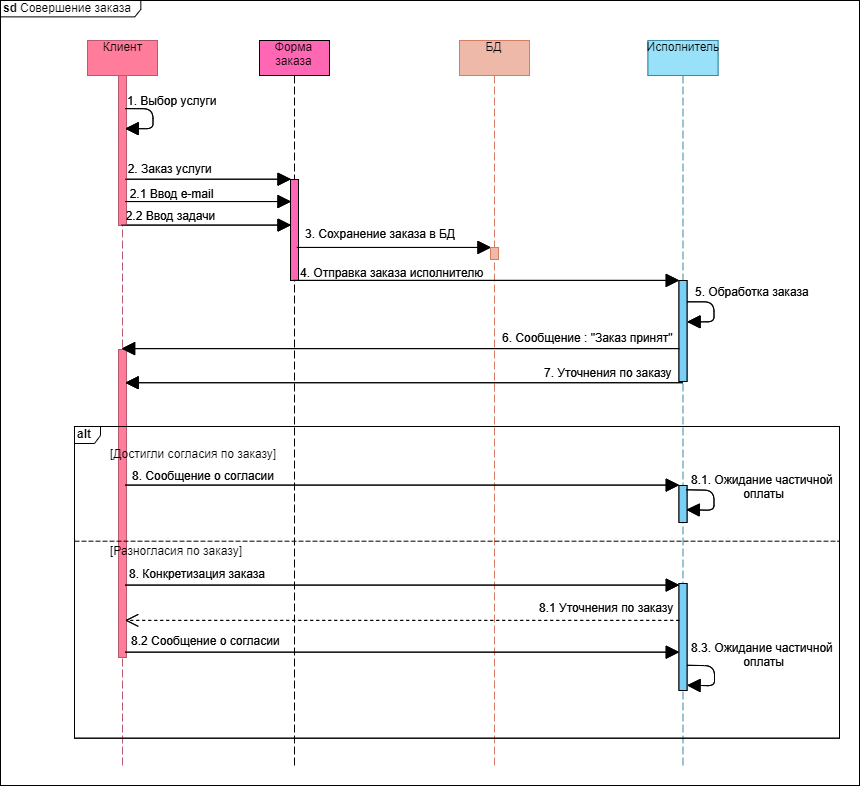 sd Совершение заказа
Клиент
Форма
заказа
БД
Исполнитель
1. Выбор услуги
2. Заказ услуги
2.1 Ввод e-mail
2.2 Ввод задачи
3. Сохранение заказа в БД
4. Отправка заказа исполнителю
5. Обработка заказа
6. Сообщение : "Заказ принят"
7. Уточнения по заказу
alt
[Достигли согласия по заказу]
8. Сообщение о согласии
8.1. Ожидание частичной
оплаты
[Разногласия по заказу]
8. Конкретизация заказа
8.1 Уточнения по заказу
8.2 Сообщение о согласии
8.3. Ожидание частичной
оплаты